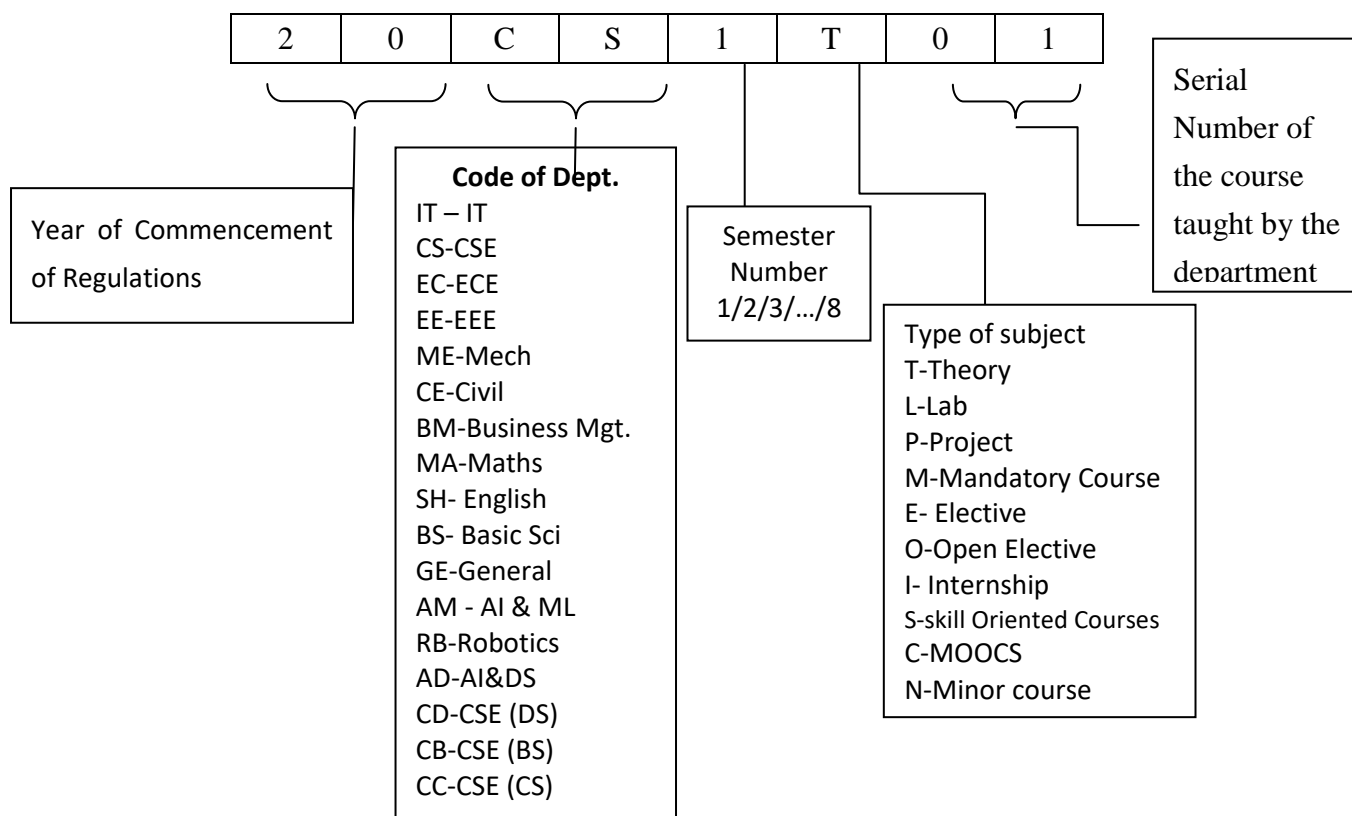 2 0 C S 1 T 0 1
Year of Commencement
of Regulations
Code of Dept.
IT – IT
CS-CSE
EC-ECE
EE-EEE
ME-Mech
CE-Civil
BM-Business Mgt.
MA-Maths
SH- English
BS- Basic Sci
GE-General
AM - AI & ML
RB-Robotics
AD-AI&DS
CD-CSE (DS)
CB-CSE (BS)
CC-CSE (CS)
Semester
Number
1/2/3/…/8
Type of subject
T-Theory
L-Lab
P-Project
M-Mandatory Course
E- Elective
O-Open Elective
I- Internship
S-skill Oriented Courses
C-MOOCS
N-Minor course
Serial
Number of
the course
taught by the
department